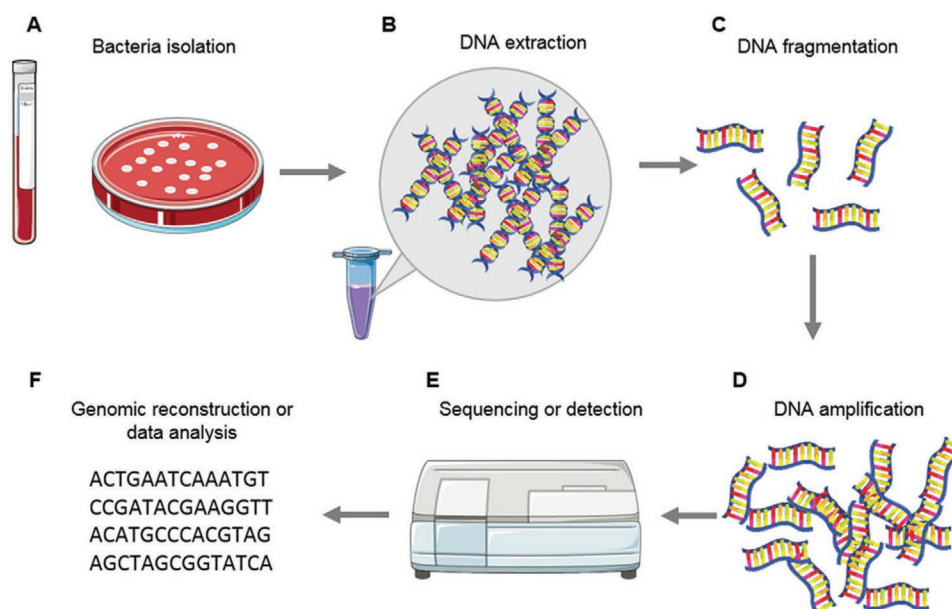 A
Bacteria isolation
B
DNA extraction
C
DNA fragmentation
F
Genomic reconstruction or
data analysis
ACTGAATCAAATGT
CCGATACGAAGGTT
ACATGCCCACGTAG
AGCTAGCGGTATCA
E
Sequencing or detection
D
DNA amplification